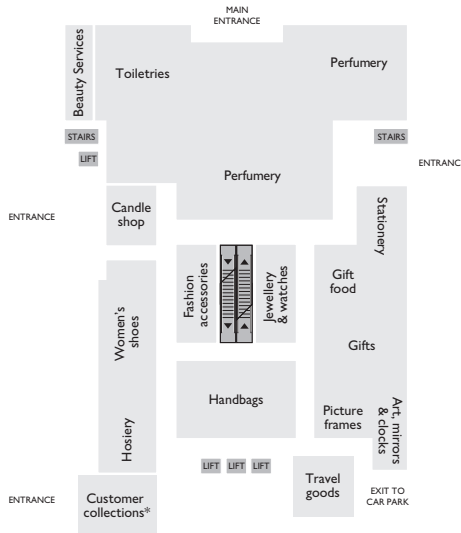 MAIN
ENTRANCE
Beauty Services
Toiletries
Perfumery
STAIRS
STAIRS
LIFT
ENTRANC
Perfumery
ENTRANCE
Candle
shop
Stationery
Fashion
accessories
Jewellery
& watches
Gift
food
Women's
shoes
Gifts
Handbags
Picture
frames
Art, mirrors
& clocks
Hosiery
LIFT
LIFT
LIFT
Travel
goods
ENTRANCE
Customer
collections*
EXIT TO
CAR PARK